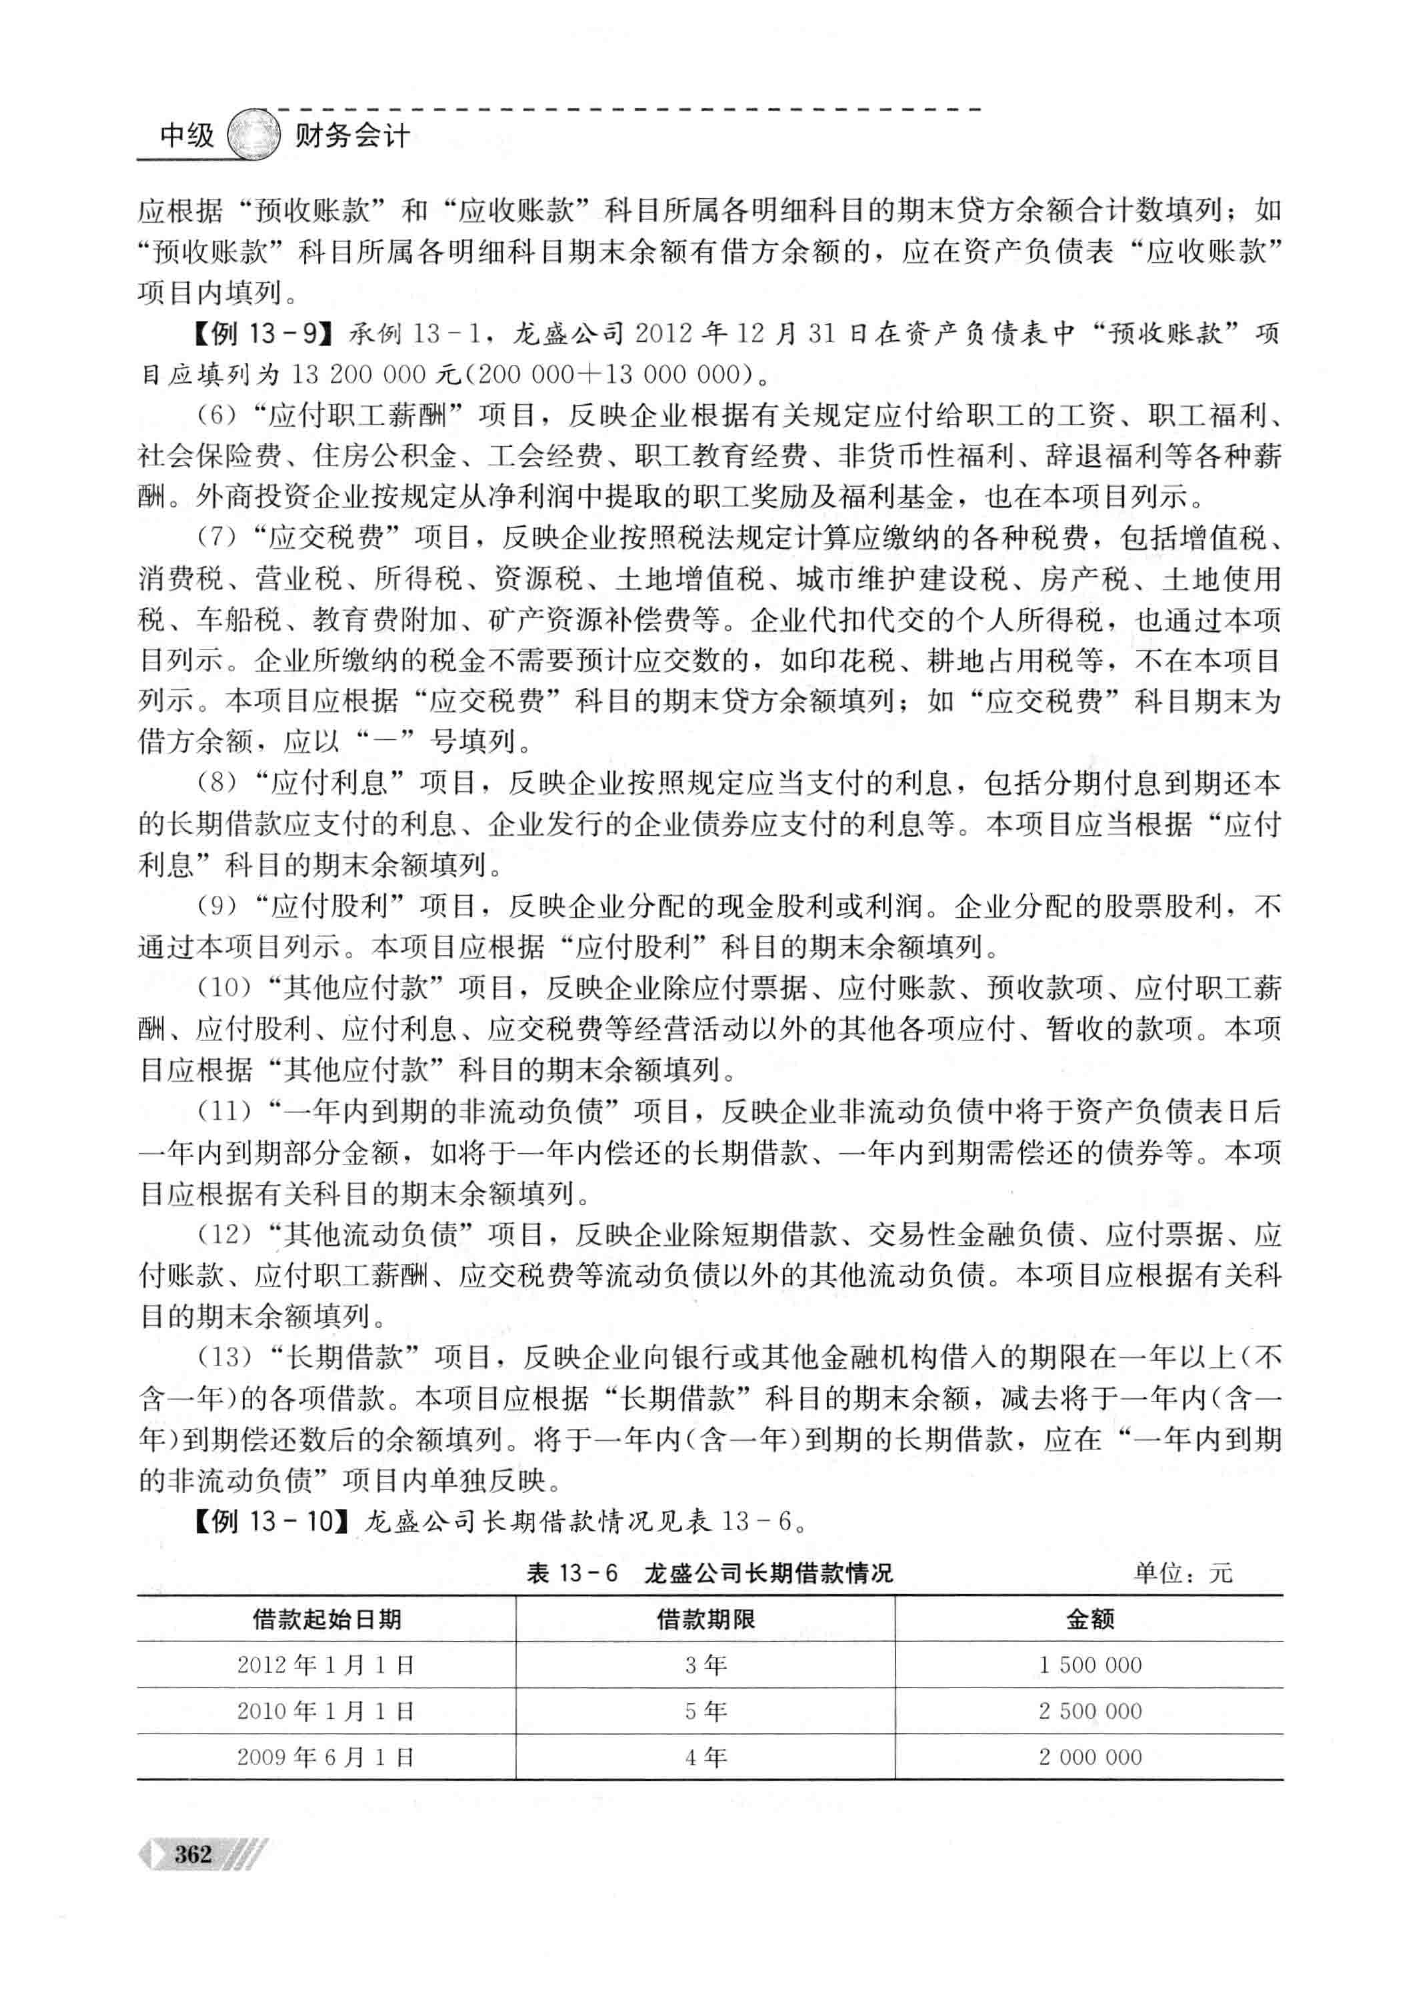 中级 财务会计
应根据“预收账款”和“应收账款”科目所属各明细科目的期末贷方余额合计数填列；如
“预收账款”科目所属各明细科目期末余额有借方余额的，应在资产负债表“应收账款”
项目内填列。
【例 13－9】承例 13－1，龙盛公司 2012 年 12 月 31 日在资产负债表中“预收账款”项
目应填列为 13 200 000 元(200 000＋13 000 000)。
（6）“应付职工薪酬”项目，反映企业根据有关规定应付给职工的工资、职工福利、
社会保险费、住房公积金、工会经费、职工教育经费、非货币性福利、辞退福利等各种薪
酬。外商投资企业按规定从净利润中提取的职工奖励及福利基金，也在本项目列示。
（7）“应交税费”项目，反映企业按照税法规定计算应缴纳的各种税费，包括增值税、
消费税、营业税、所得税、资源税、土地增值税、城市维护建设税、房产税、土地使用
税、车船税、教育费附加、矿产资源补偿费等。企业代扣代交的个人所得税，也通过本项
目列示。企业所缴纳的税金不需要预计应交数的，如印花税、耕地占用税等，不在本项目
列示。本项目应根据“应交税费”科目的期末贷方余额填列；如“应交税费”科目期末为
借方余额，应以“－”号填列。
（8）“应付利息”项目，反映企业按照规定应当支付的利息，包括分期付息到期还本
的长期借款应支付的利息、企业发行的企业债券应支付的利息等。本项目应当根据“应付
利息”科目的期末余额填列。
（9）“应付股利”项目，反映企业分配的现金股利或利润。企业分配的股票股利，不
通过本项目列示。本项目应根据“应付股利”科目的期末余额填列。
（10）“其他应付款”项目，反映企业除应付票据、应付账款、预收款项、应付职工薪
酬、应付股利、应付利息、应交税费等经营活动以外的其他各项应付、暂收的款项。本项
目应根据“其他应付款”科目的期末余额填列。
（11）“一年内到期的非流动负债”项目，反映企业非流动负债中将于资产负债表日后
一年内到期部分金额，如将于一年内偿还的长期借款、一年内到期需偿还的债券等。本项
目应根据有关科目的期末余额填列。
（12）“其他流动负债”项目，反映企业除短期借款、交易性金融负债、应付票据、应
付账款、应付职工薪酬、应交税费等流动负债以外的其他流动负债。本项目应根据有关科
目的期末余额填列。
（13）“长期借款”项目，反映企业向银行或其他金融机构借入的期限在一年以上(不
含一年)的各项借款。本项目应根据“长期借款”科目的期末余额，减去将于一年内(含一
年)到期偿还数后的余额填列。将于一年内(含一年)到期的长期借款，应在“一年内到期
的非流动负债”项目内单独反映。
【例 13－10】龙盛公司长期借款情况见表 13－6。
表 13－6 龙盛公司长期借款情况 单位：元
借款起始日期 借款期限 金额
2012 年 1 月 1 日 3 年 1 500 000
2010 年 1 月 1 日 5 年 2 500 000
2009 年 6 月 1 日 4 年 2 000 000
362